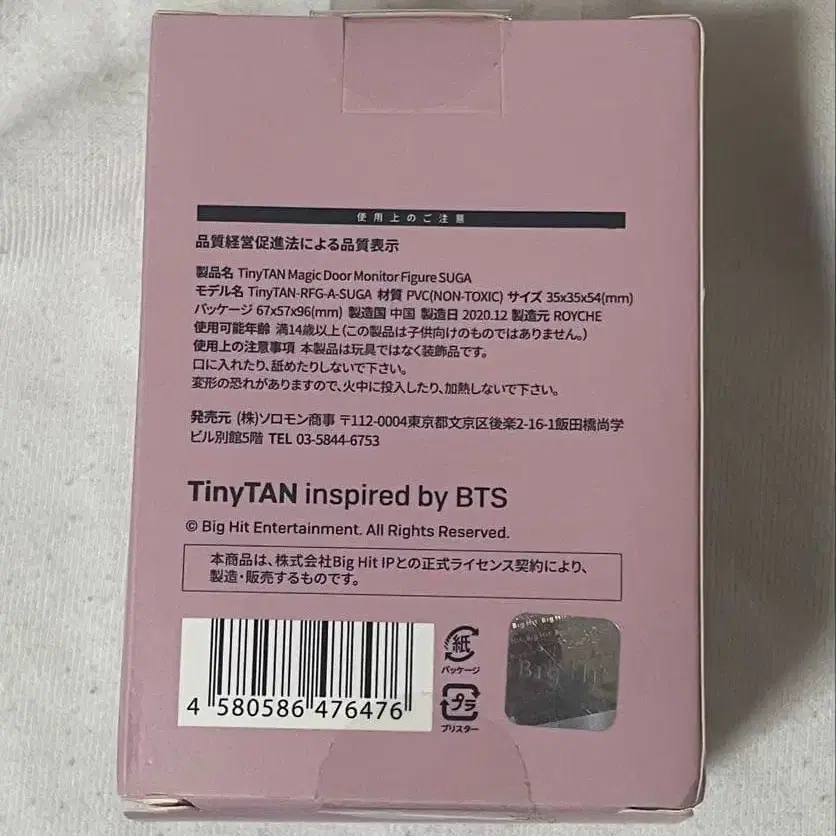 使用上のご注意
品質経営促進法による品質表示
製品名 TinyTAN Magic Door Monitor Figure SUGA
モデル名 TinyTAN-RFG-A-SUGA 材質 PVC(NON-TOXIC) サイズ 35x35x54(mm)
パッケージ 67x57x96(mm) 製造国 中国 製造日 2020.12 製造元 ROYCHE
使用可能年齢 満14歳以上(この製品は子供向けのものではありません。)
使用上の注意事項 本製品は玩具ではなく装飾品です。
口に入れたり、舐めたりしないで下さい。
変形の恐れがありますので、火中に投入したり、加熱しないで下さい。
発売元 (株)ソロモン商事 〒112-0004東京都文京区後楽2-16-1飯田橋尚学
ビル別館5階 TEL 03-5844-6753
TinyTAN inspired by BTS
© Big Hit Entertainment. All Rights Reserved.
本商品は、株式会社Big Hit IPとの正式ライセンス契約により、
製造・販売するものです。
4 580586 476476
紙
パッケージ
プラ
ブリスター
Big Hit Big Hit Big Hit
Big Hit